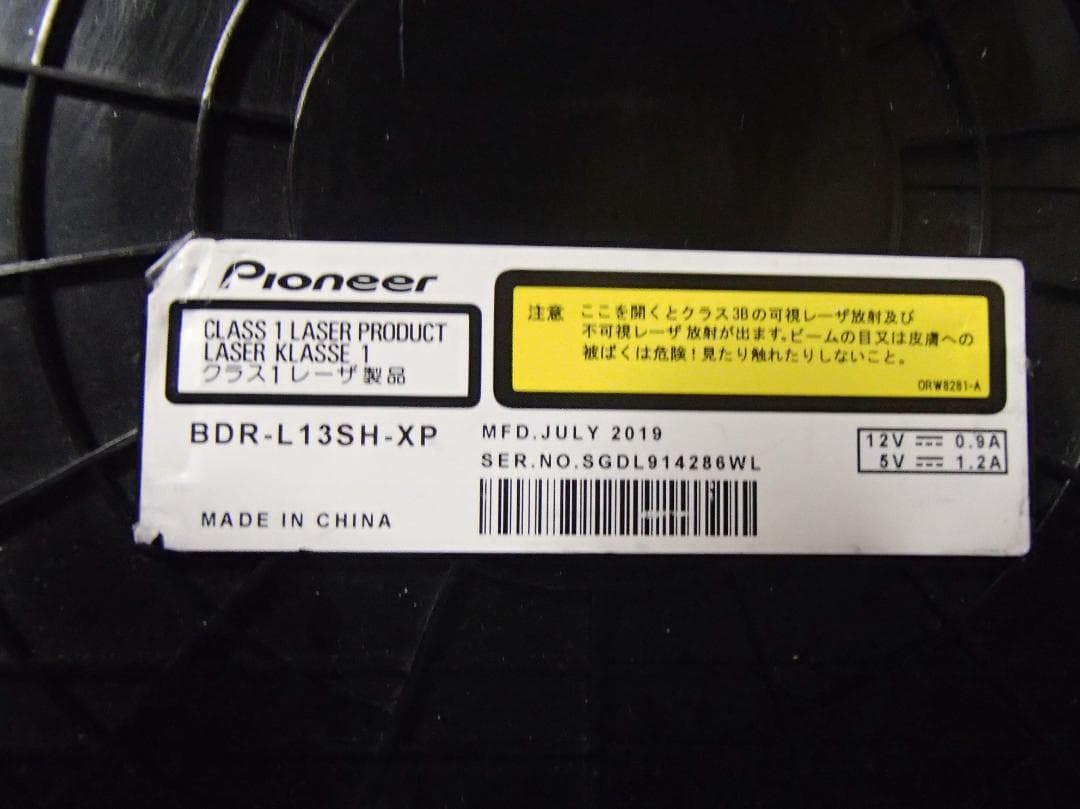 Pioneer
CLASS 1 LASER PRODUCT
LASER KLASSE 1
クラス1レーザ製品
注意 ここを開くとクラス3Bの可視レーザ放射及び
不可視レーザ放射が出ます。ビームの目又は皮膚への
被ばくは危険！見たり触れたりしないこと。
ORW8281-A
BDR-L13SH-XP
MFD.JULY 2019
SER.NO.SGDL914286WL
12V ⎓ 0.9A
5V ⎓ 1.2A
MADE IN CHINA